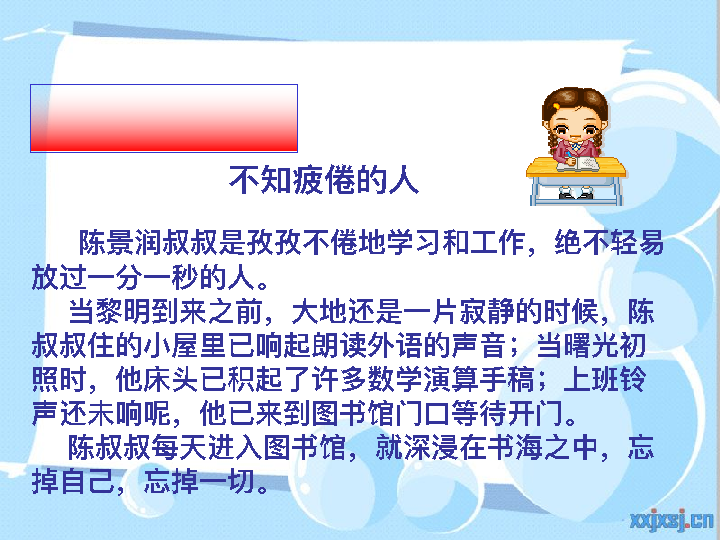 不知疲倦的人
陈景润叔叔是孜孜不倦地学习和工作，绝不轻易
放过一分一秒的人。
当黎明到来之前，大地还是一片寂静的时候，陈
叔叔住的小屋里已响起朗读外语的声音；当曙光初
照时，他床头已积起了许多数学演算手稿；上班铃
声还未响呢，他已来到图书馆门口等待开门。
陈叔叔每天进入图书馆，就深浸在书海之中，忘
掉自己，忘掉一切。
xxjxsj.cn